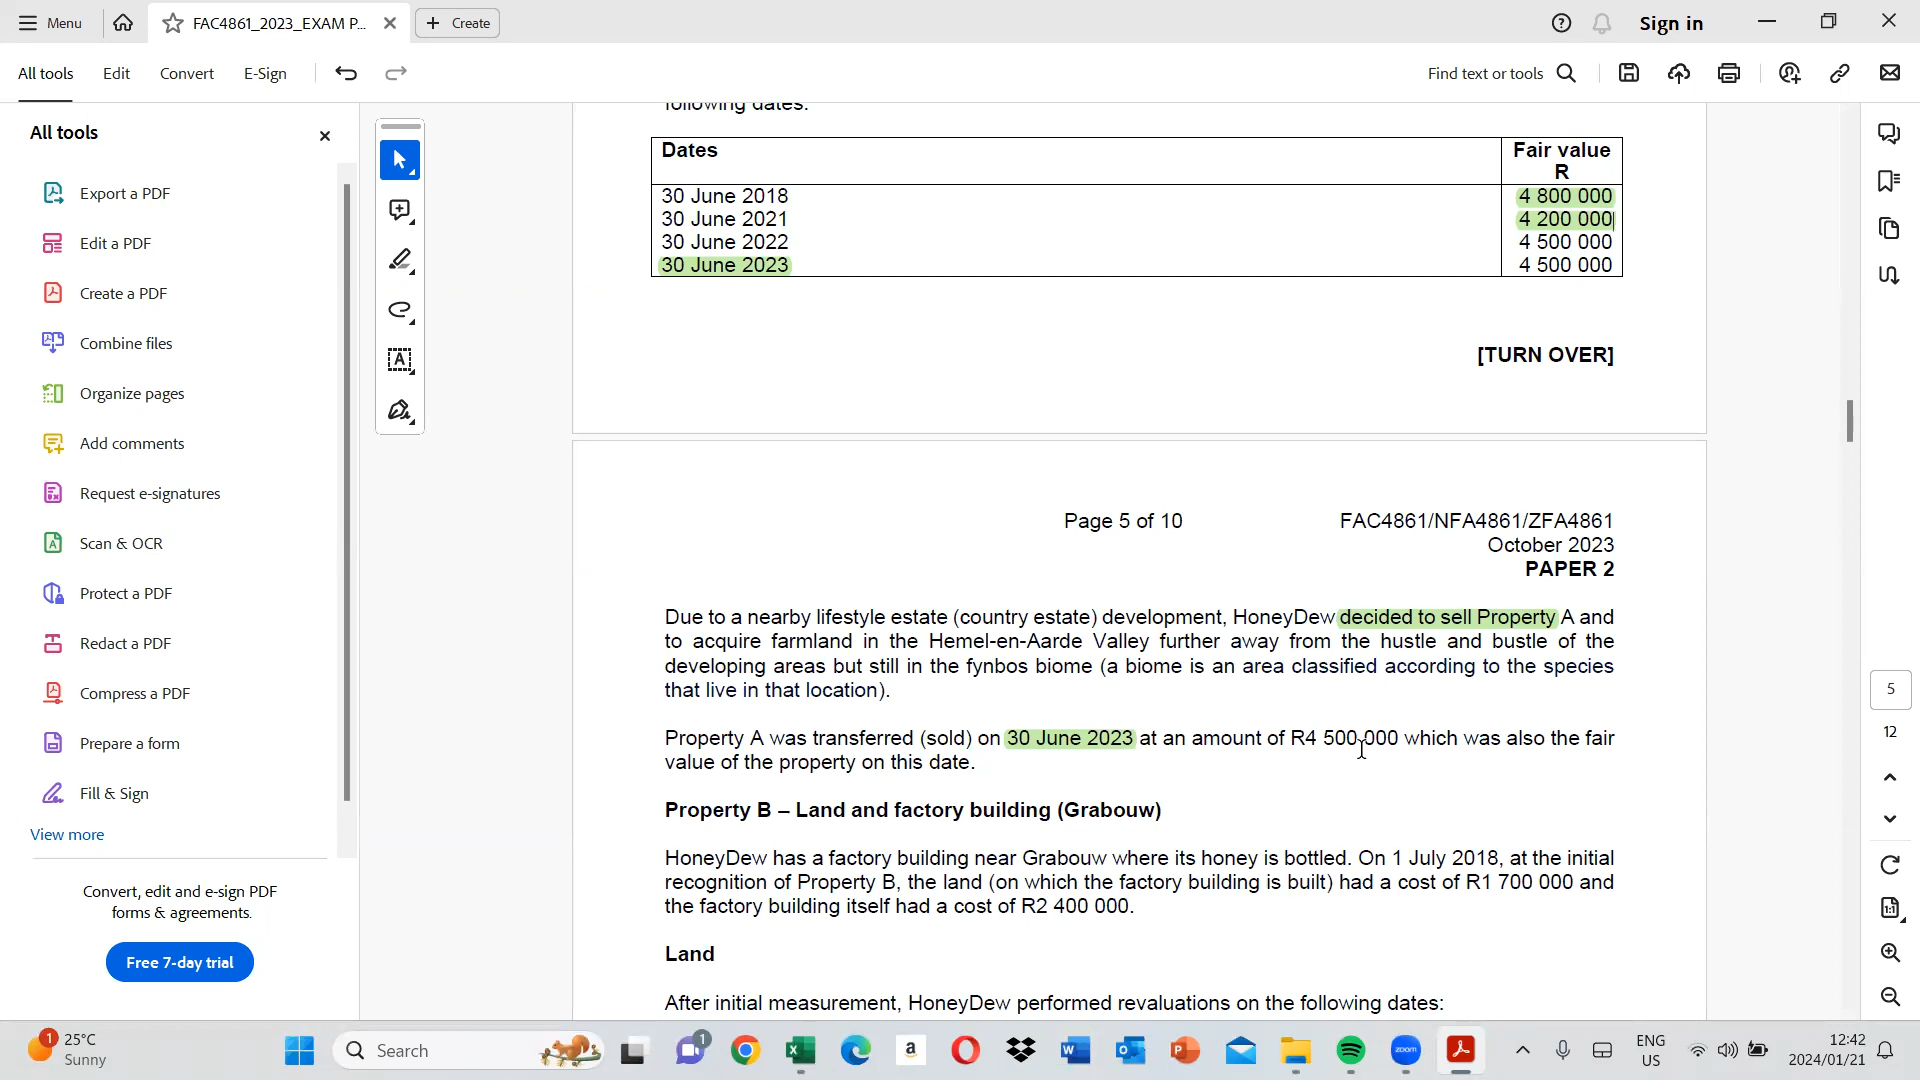 Menu
FAC4861_2023_EXAM P...
Create
Sign in
All tools
Edit
Convert
E-Sign
Find text or tools
All tools
Export a PDF
Edit a PDF
Create a PDF
Combine files
Organize pages
Add comments
Request e-signatures
Scan & OCR
Protect a PDF
Redact a PDF
Compress a PDF
Prepare a form
Fill & Sign
View more
Convert, edit and e-sign PDF
forms & agreements.
Free 7-day trial
following dates:
Dates Fair value
R
30 June 2018 4 800 000
30 June 2021 4 200 000
30 June 2022 4 500 000
30 June 2023 4 500 000
[TURN OVER]
Page 5 of 10 FAC4861/NFA4861/ZFA4861
October 2023
PAPER 2
Due to a nearby lifestyle estate (country estate) development, HoneyDew decided to sell Property A and
to acquire farmland in the Hemel-en-Aarde Valley further away from the hustle and bustle of the
developing areas but still in the fynbos biome (a biome is an area classified according to the species
that live in that location).
Property A was transferred (sold) on 30 June 2023 at an amount of R4 500 000 which was also the fair
value of the property on this date.
Property B – Land and factory building (Grabouw)
HoneyDew has a factory building near Grabouw where its honey is bottled. On 1 July 2018, at the initial
recognition of Property B, the land (on which the factory building is built) had a cost of R1 700 000 and
the factory building itself had a cost of R2 400 000.
Land
After initial measurement, HoneyDew performed revaluations on the following dates:
5
12
1:1
1
25°C
Sunny
Search
1
a
zoom
ENG
US
12:42
2024/01/21